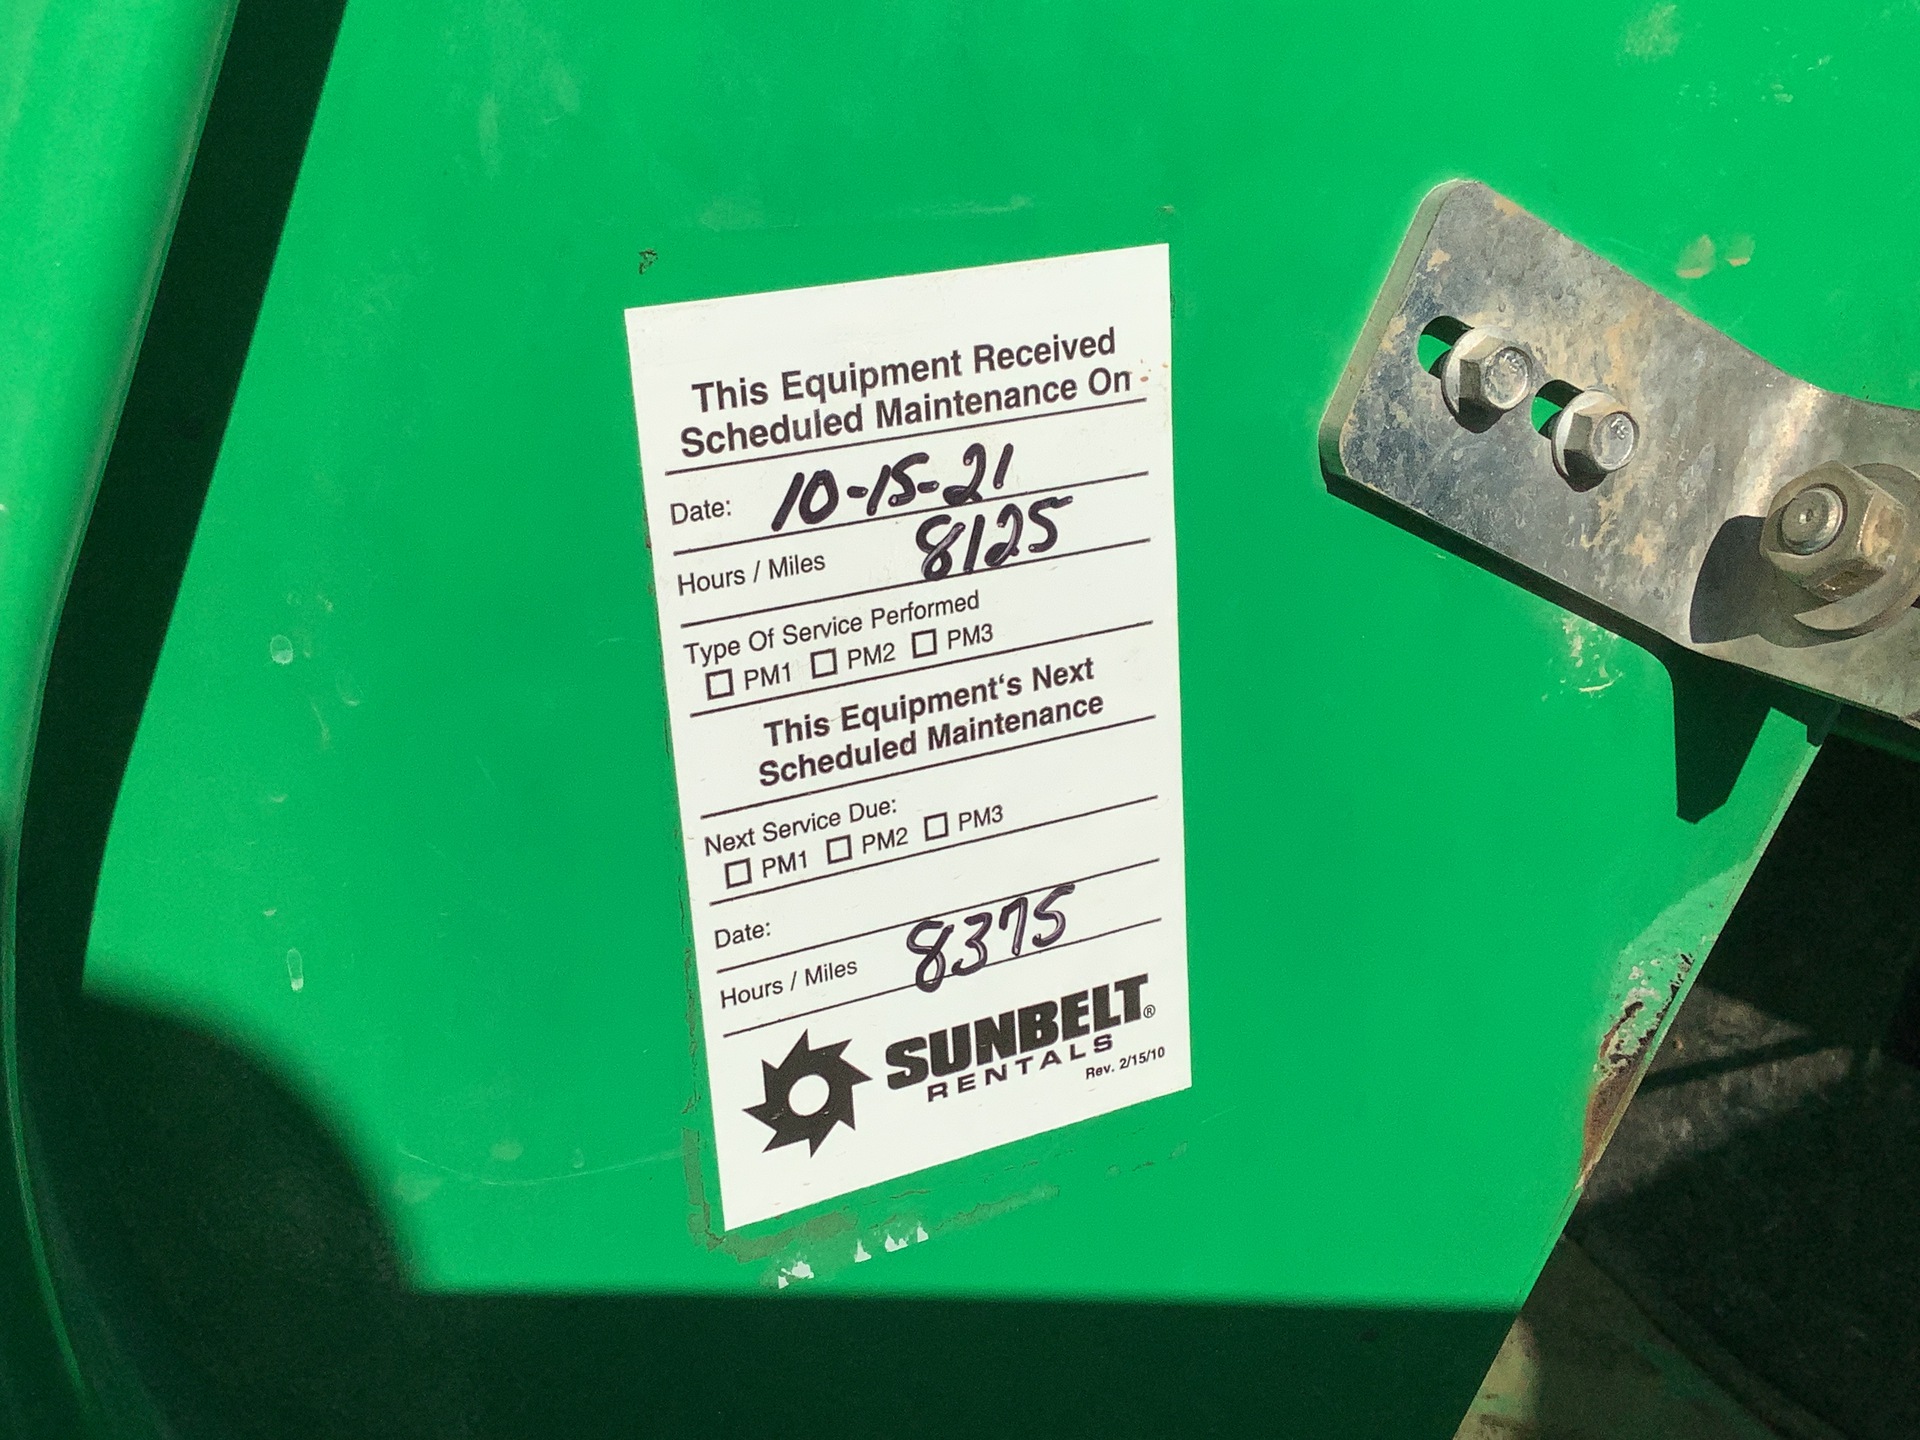 This Equipment Received
Scheduled Maintenance On
Date: 10-15-21
Hours / Miles 8125
Type Of Service Performed
☐ PM1 ☐ PM2 ☐ PM3
This Equipment‘s Next
Scheduled Maintenance
Next Service Due:
☐ PM1 ☐ PM2 ☐ PM3
Date:
Hours / Miles 8375
SUNBELT®
RENTALS
Rev. 2/15/10